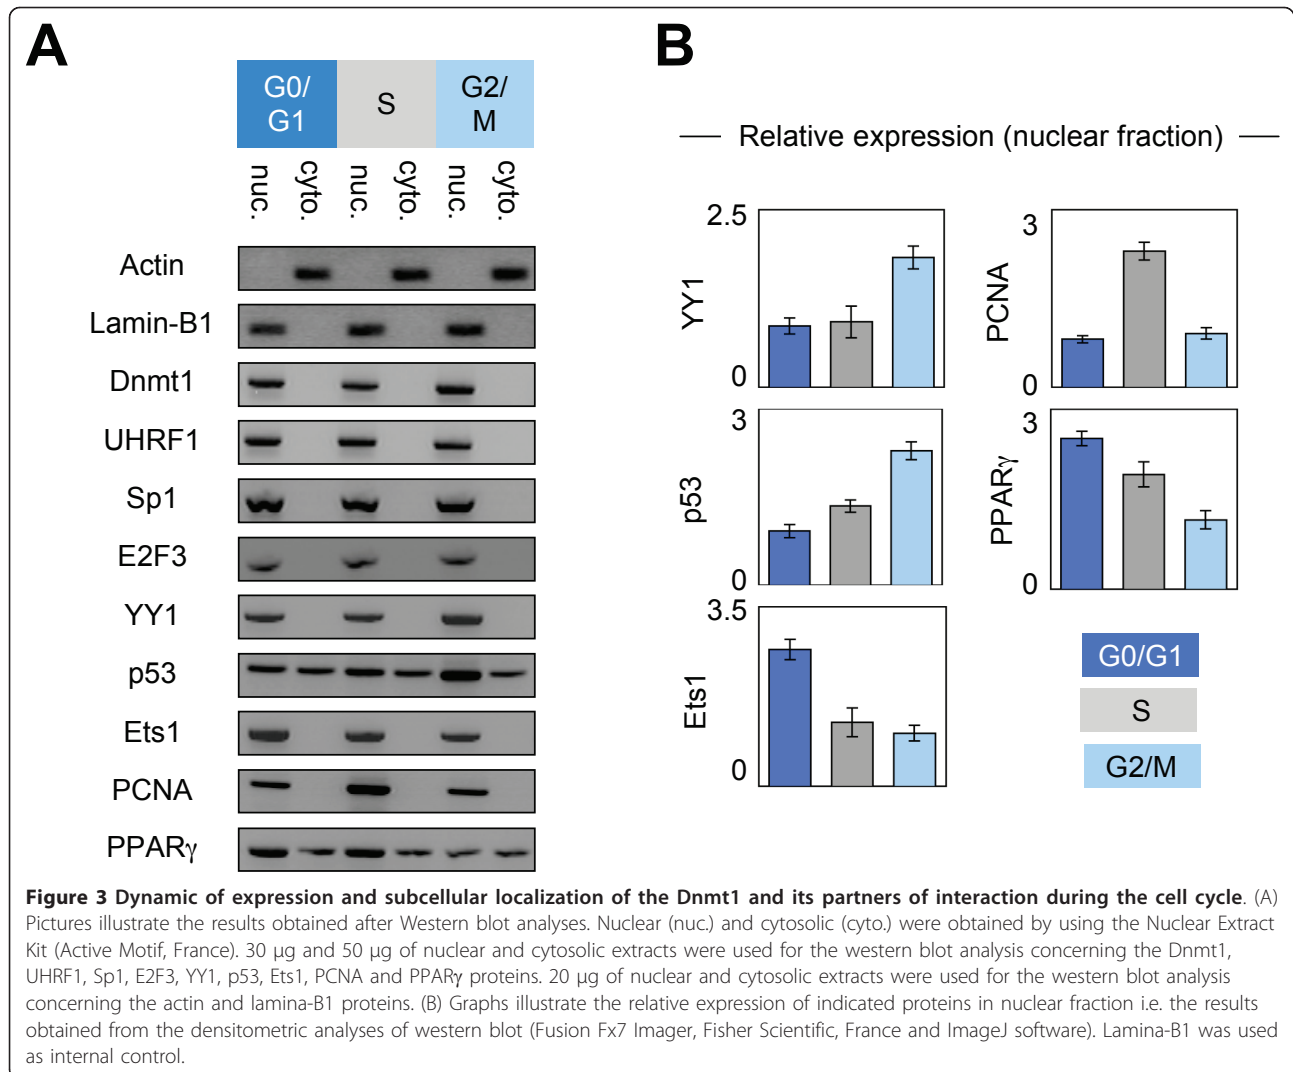 A
G0/
G1
S
G2/
M
nuc.
cyto.
nuc.
cyto.
nuc.
cyto.
Actin
Lamin-B1
Dnmt1
UHRF1
Sp1
E2F3
YY1
p53
Ets1
PCNA
PPARγ
B
Relative expression (nuclear fraction)
2.5
YY1
0
3
PCNA
0
3
p53
0
3
PPARγ
0
3.5
Ets1
0
G0/G1
S
G2/M
Figure 3 Dynamic of expression and subcellular localization of the Dnmt1 and its partners of interaction during the cell cycle. (A)
Pictures illustrate the results obtained after Western blot analyses. Nuclear (nuc.) and cytosolic (cyto.) were obtained by using the Nuclear Extract
Kit (Active Motif, France). 30 μg and 50 μg of nuclear and cytosolic extracts were used for the western blot analysis concerning the Dnmt1,
UHRF1, Sp1, E2F3, YY1, p53, Ets1, PCNA and PPARγ proteins. 20 μg of nuclear and cytosolic extracts were used for the western blot analysis
concerning the actin and lamina-B1 proteins. (B) Graphs illustrate the relative expression of indicated proteins in nuclear fraction i.e. the results
obtained from the densitometric analyses of western blot (Fusion Fx7 Imager, Fisher Scientific, France and ImageJ software). Lamina-B1 was used
as internal control.